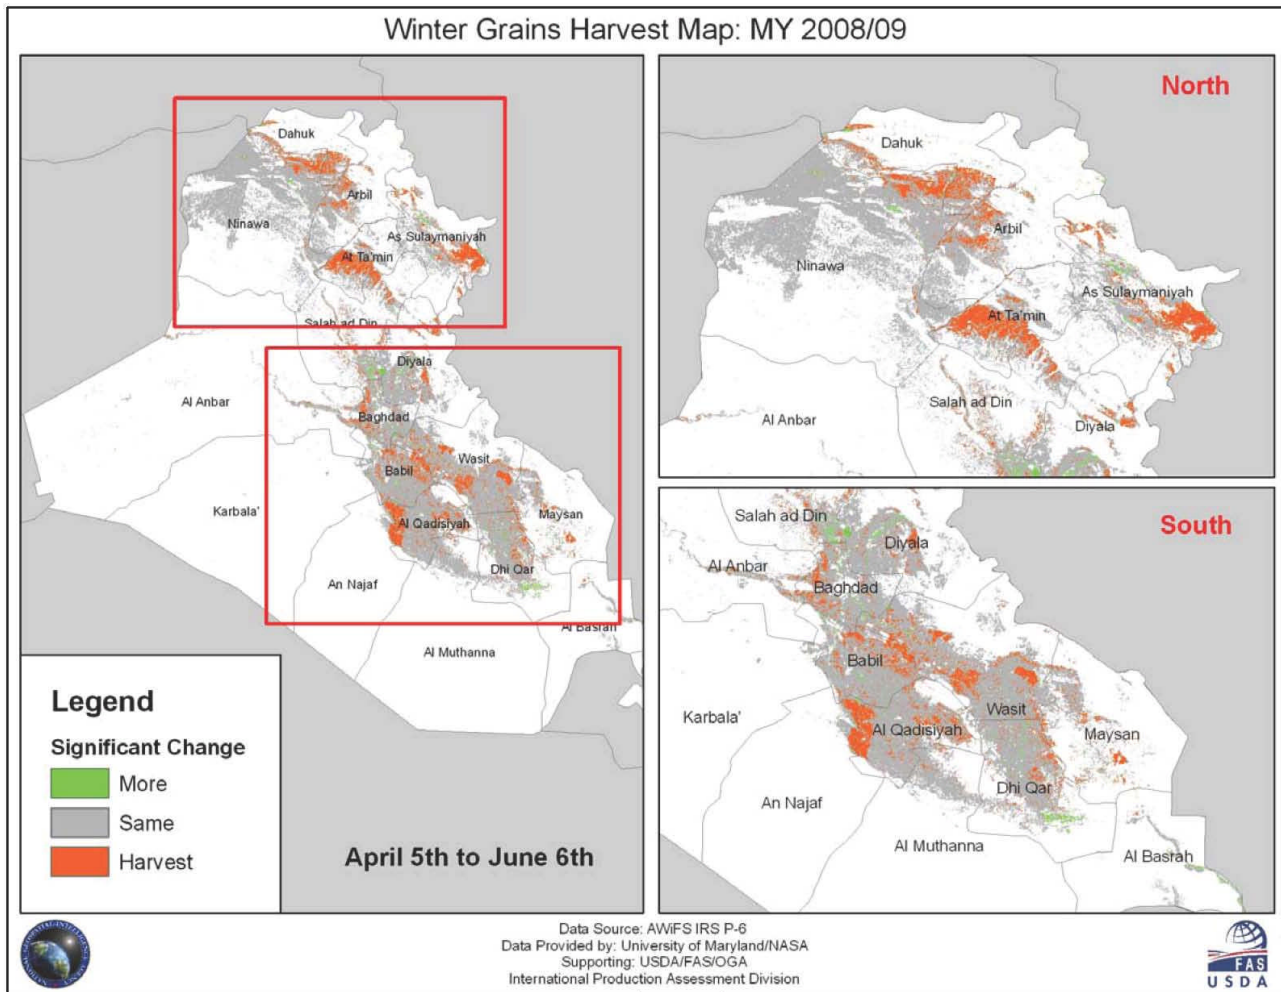 Winter Grains Harvest Map: MY 2008/09
Dahuk
Arbil
Ninawa
As Sulaymaniyah
At Ta'min
Salah ad Din
Diyala
Al Anbar
Baghdad
Wasit
Babil
Karbala'
Al Qadisiyah
Maysan
Dhi Qar
An Najaf
Al Basrah
Al Muthanna
Legend
Significant Change
More
Same
Harvest
April 5th to June 6th
North
Dahuk
Arbil
Ninawa
As Sulaymaniyah
At Ta'min
Salah ad Din
Al Anbar
Diyala
South
Salah ad Din
Diyala
Al Anbar
Baghdad
Babil
Wasit
Karbala'
Al Qadisiyah
Maysan
Dhi Qar
An Najaf
Al Muthanna
Al Basrah
Data Source: AWiFS IRS P-6
Data Provided by: University of Maryland/NASA
Supporting: USDA/FAS/OGA
International Production Assessment Division
FAS
USDA